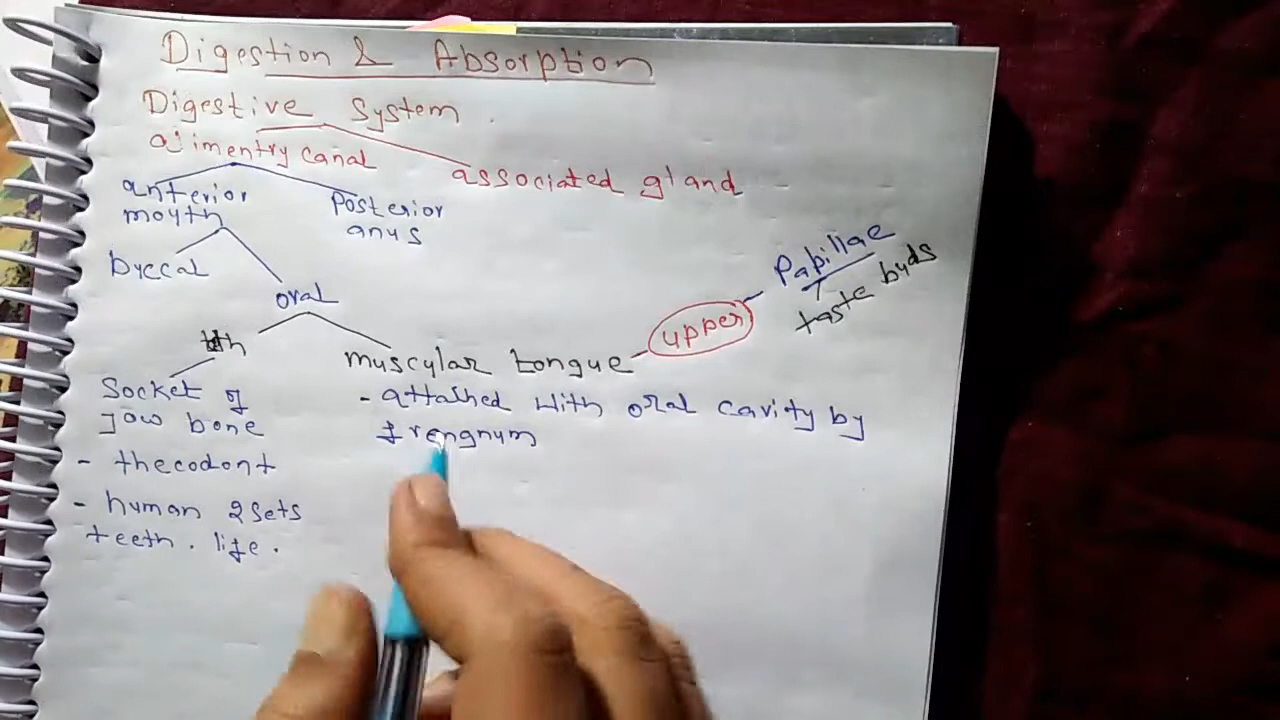 Digestion & Absorption
Digestive System.
alimentry canal
associated gland
anterior mouth
posterior anus
buccal
oral
Papillae
taste buds
upper
th
muscular tongue
Socket of
Jaw bone
- attached with oral cavity by
frengnum
- thecodont
- human 2 sets
teeth. life.